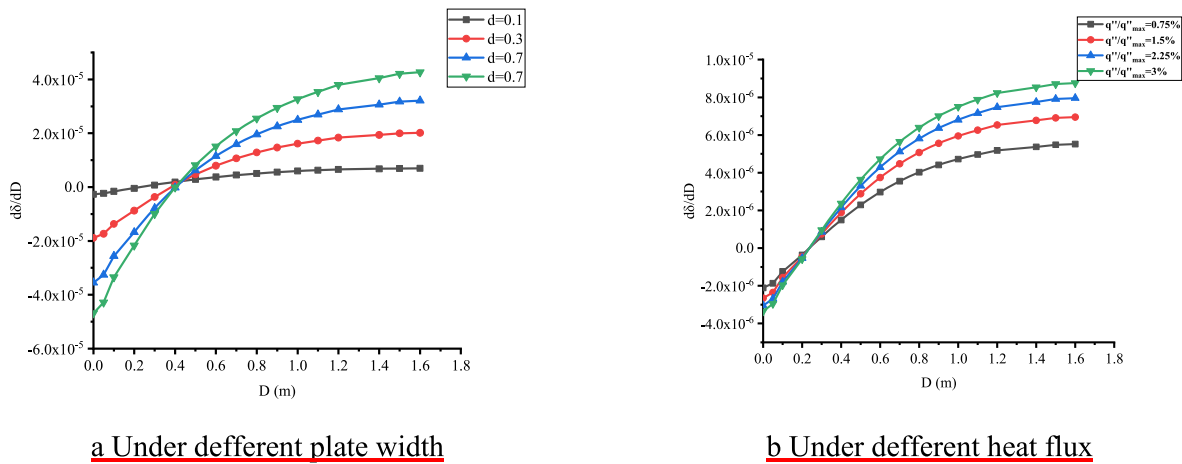 d=0.1
d=0.3
d=0.7
d=0.7
4.0x10⁻⁵
2.0x10⁻⁵
0.0
-2.0x10⁻⁵
-4.0x10⁻⁵
-6.0x10⁻⁵
dδ/dD
0.0 0.2 0.4 0.6 0.8 1.0 1.2 1.4 1.6 1.8
D (m)
a Under defferent plate width
q''/q''max=0.75%
q''/q''max=1.5%
q''/q''max=2.25%
q''/q''max=3%
1.0x10⁻⁵
8.0x10⁻⁶
6.0x10⁻⁶
4.0x10⁻⁶
2.0x10⁻⁶
0.0
-2.0x10⁻⁶
-4.0x10⁻⁶
dδ/dD
0.0 0.2 0.4 0.6 0.8 1.0 1.2 1.4 1.6 1.8
D (m)
b Under defferent heat flux